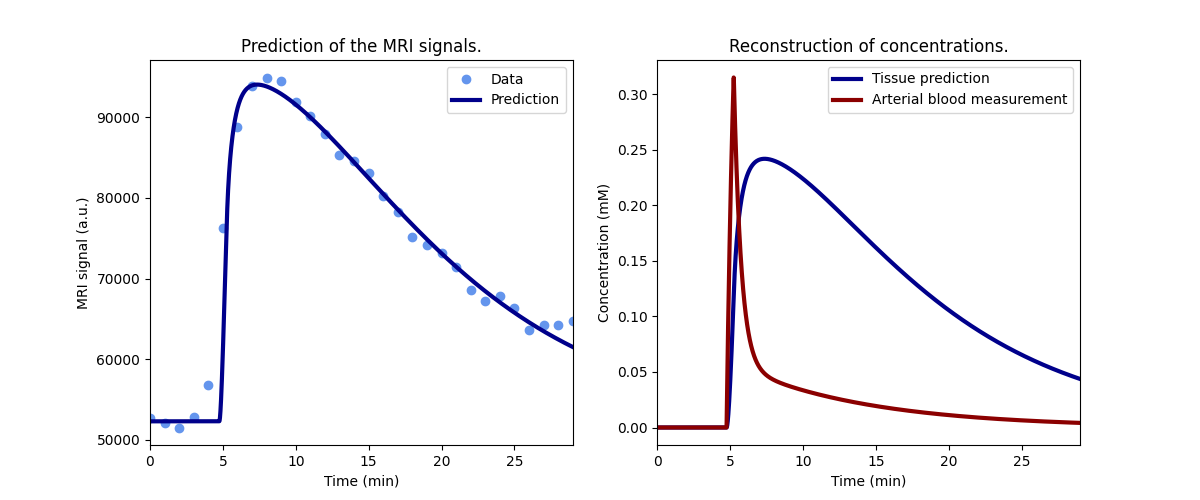 Prediction of the MRI signals.
Data
Prediction
90000
80000
70000
60000
50000
MRI signal (a.u.)
0 5 10 15 20 25
Time (min)
Reconstruction of concentrations.
Tissue prediction
Arterial blood measurement
0.30
0.25
0.20
0.15
0.10
0.05
0.00
Concentration (mM)
0 5 10 15 20 25
Time (min)